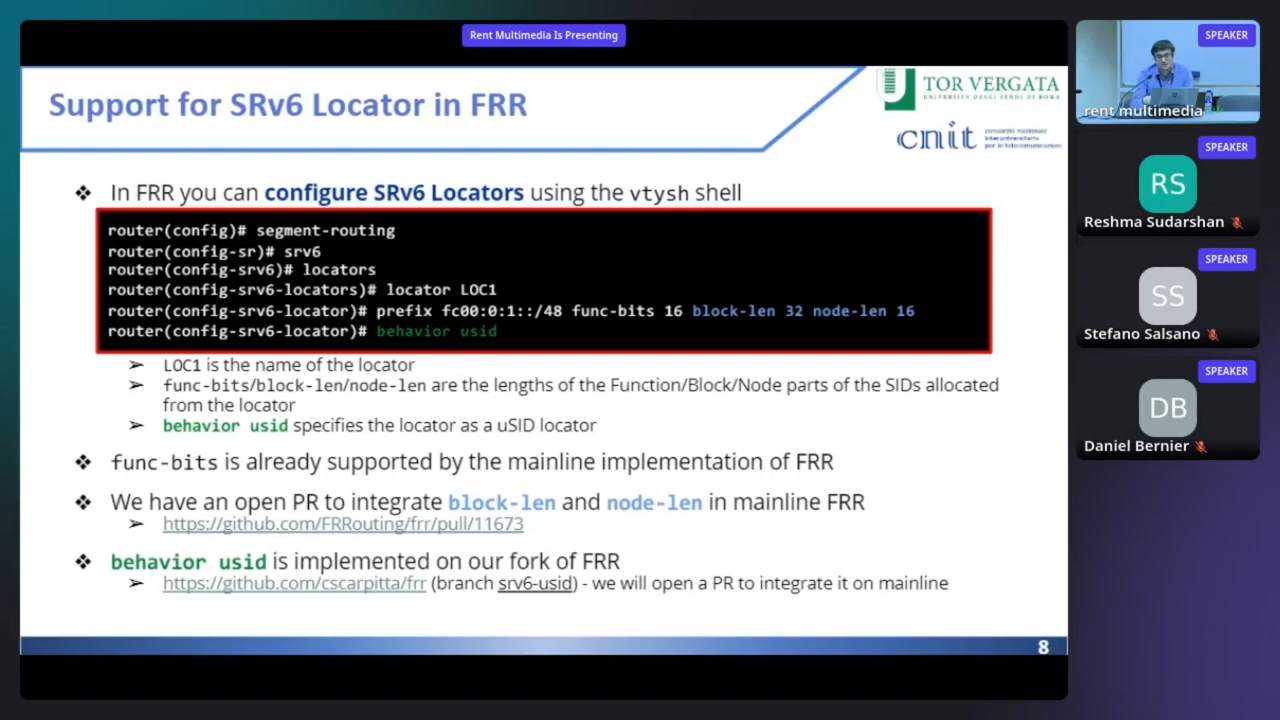 Rent Multimedia Is Presenting
Support for SRv6 Locator in FRR
TOR VERGATA
UNIVERSITÀ DEGLI STUDI DI ROMA
cnit
consorzio nazionale
interuniversitario
per le telecomunicazioni
❖ In FRR you can configure SRv6 Locators using the vtysh shell
router(config)# segment-routing
router(config-sr)# srv6
router(config-srv6)# locators
router(config-srv6-locators)# locator LOC1
router(config-srv6-locator)# prefix fc00:0:1::/48 func-bits 16 block-len 32 node-len 16
router(config-srv6-locator)# behavior usid
➢ LOC1 is the name of the locator
➢ func-bits/block-len/node-len are the lengths of the Function/Block/Node parts of the SIDs allocated
from the locator
➢ behavior usid specifies the locator as a uSID locator
❖ func-bits is already supported by the mainline implementation of FRR
❖ We have an open PR to integrate block-len and node-len in mainline FRR
➢ https://github.com/FRRouting/frr/pull/11673
❖ behavior usid is implemented on our fork of FRR
➢ https://github.com/cscarpitta/frr (branch srv6-usid) - we will open a PR to integrate it on mainline
8
SPEAKER
rent multimedia
SPEAKER
RS
Reshma Sudarshan
SPEAKER
SS
Stefano Salsano
SPEAKER
DB
Daniel Bernier